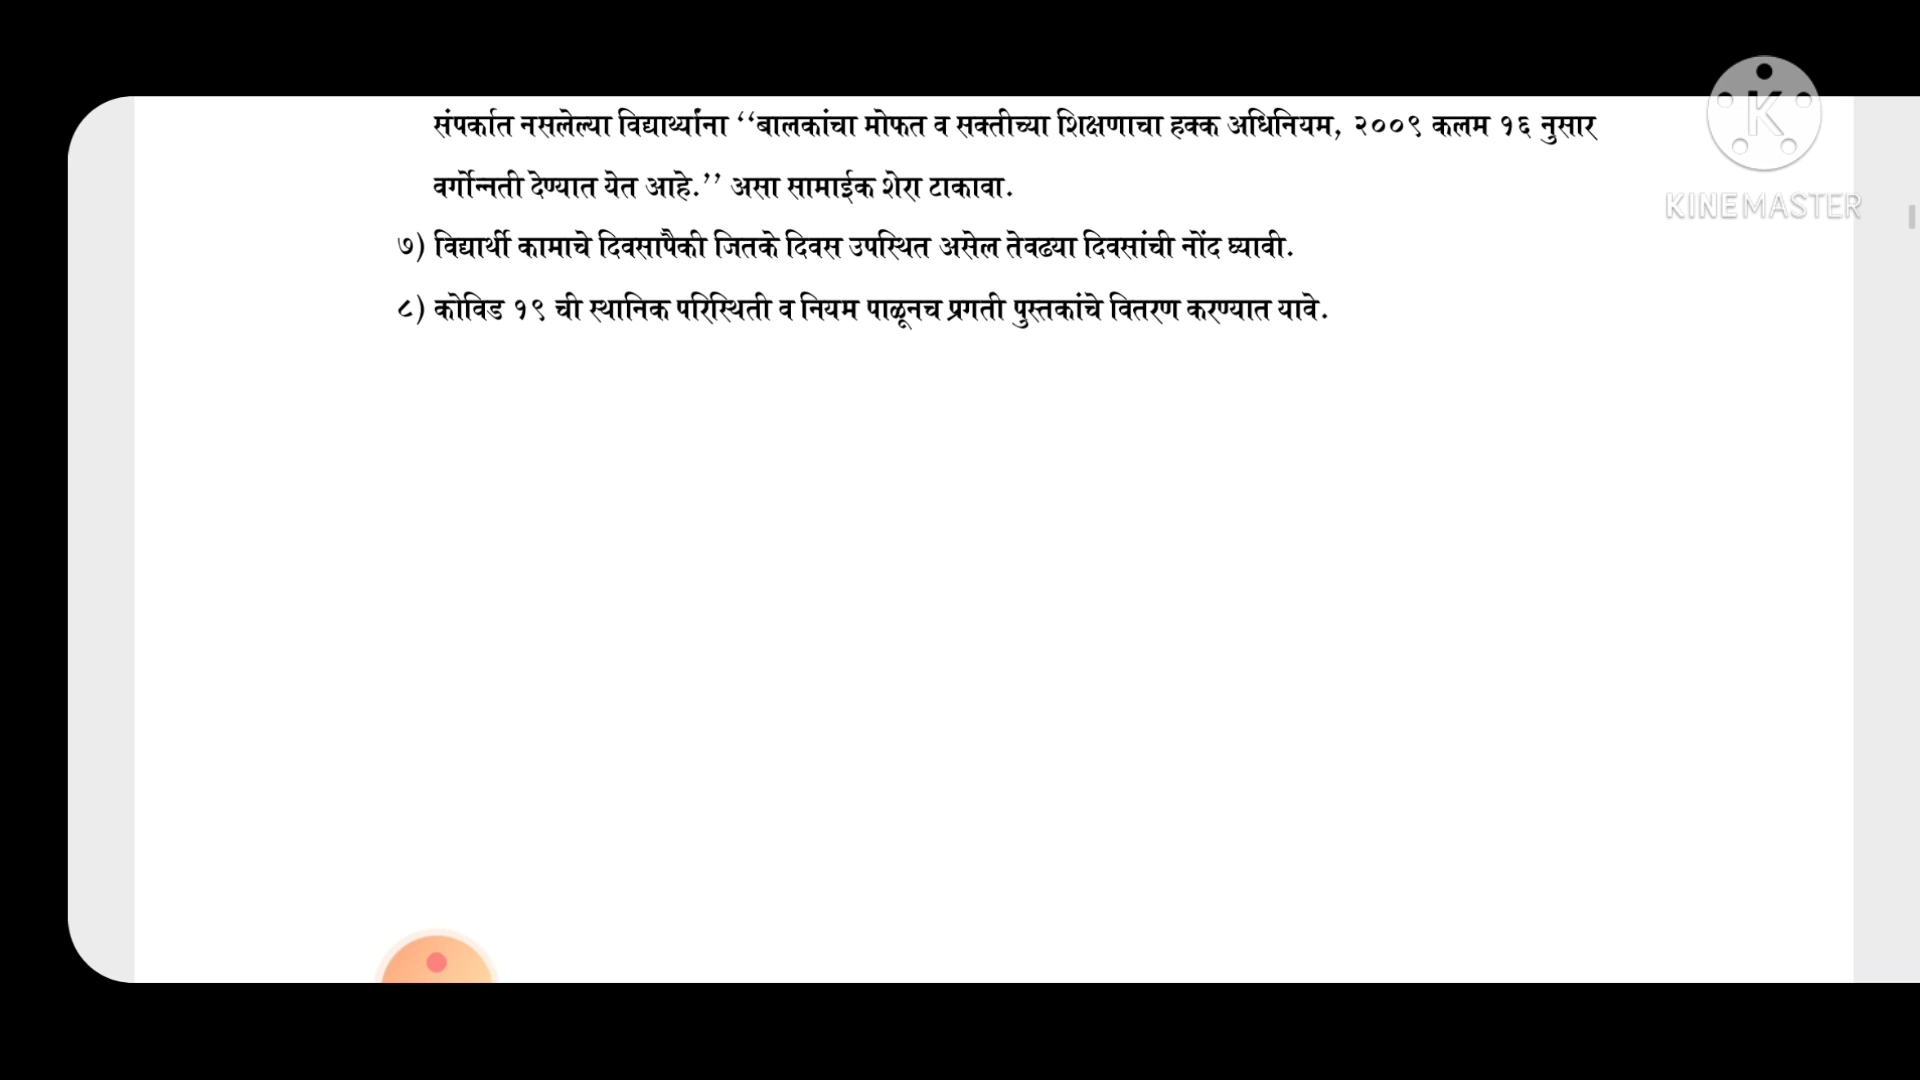 संपर्कात नसलेल्या विद्यार्थ्यांना ‘‘बालकांचा मोफत व सक्तीच्या शिक्षणाचा हक्क अधिनियम, २००९ कलम १६ नुसार
वर्गोन्नती देण्यात येत आहे.’’ असा सामाईक शेरा टाकावा.
७) विद्यार्थी कामाचे दिवसापैकी जितके दिवस उपस्थित असेल तेवढ्या दिवसांची नोंद घ्यावी.
८) कोविड १९ ची स्थानिक परिस्थिती व नियम पाळूनच प्रगती पुस्तकांचे वितरण करण्यात यावे.
K
KINEMASTER